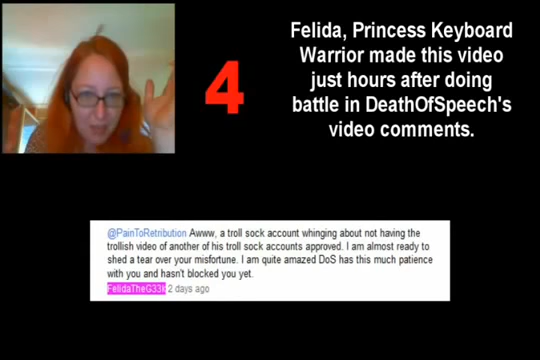 4
Felida, Princess Keyboard
Warrior made this video
just hours after doing
battle in DeathOfSpeech's
video comments.
@PainToRetribution Awww, a troll sock account whinging about not having the
trollish video of another of his troll sock accounts approved. I am almost ready to
shed a tear over your misfortune. I am quite amazed DoS has this much patience
with you and hasn't blocked you yet.
FelidaTheG33k 2 days ago